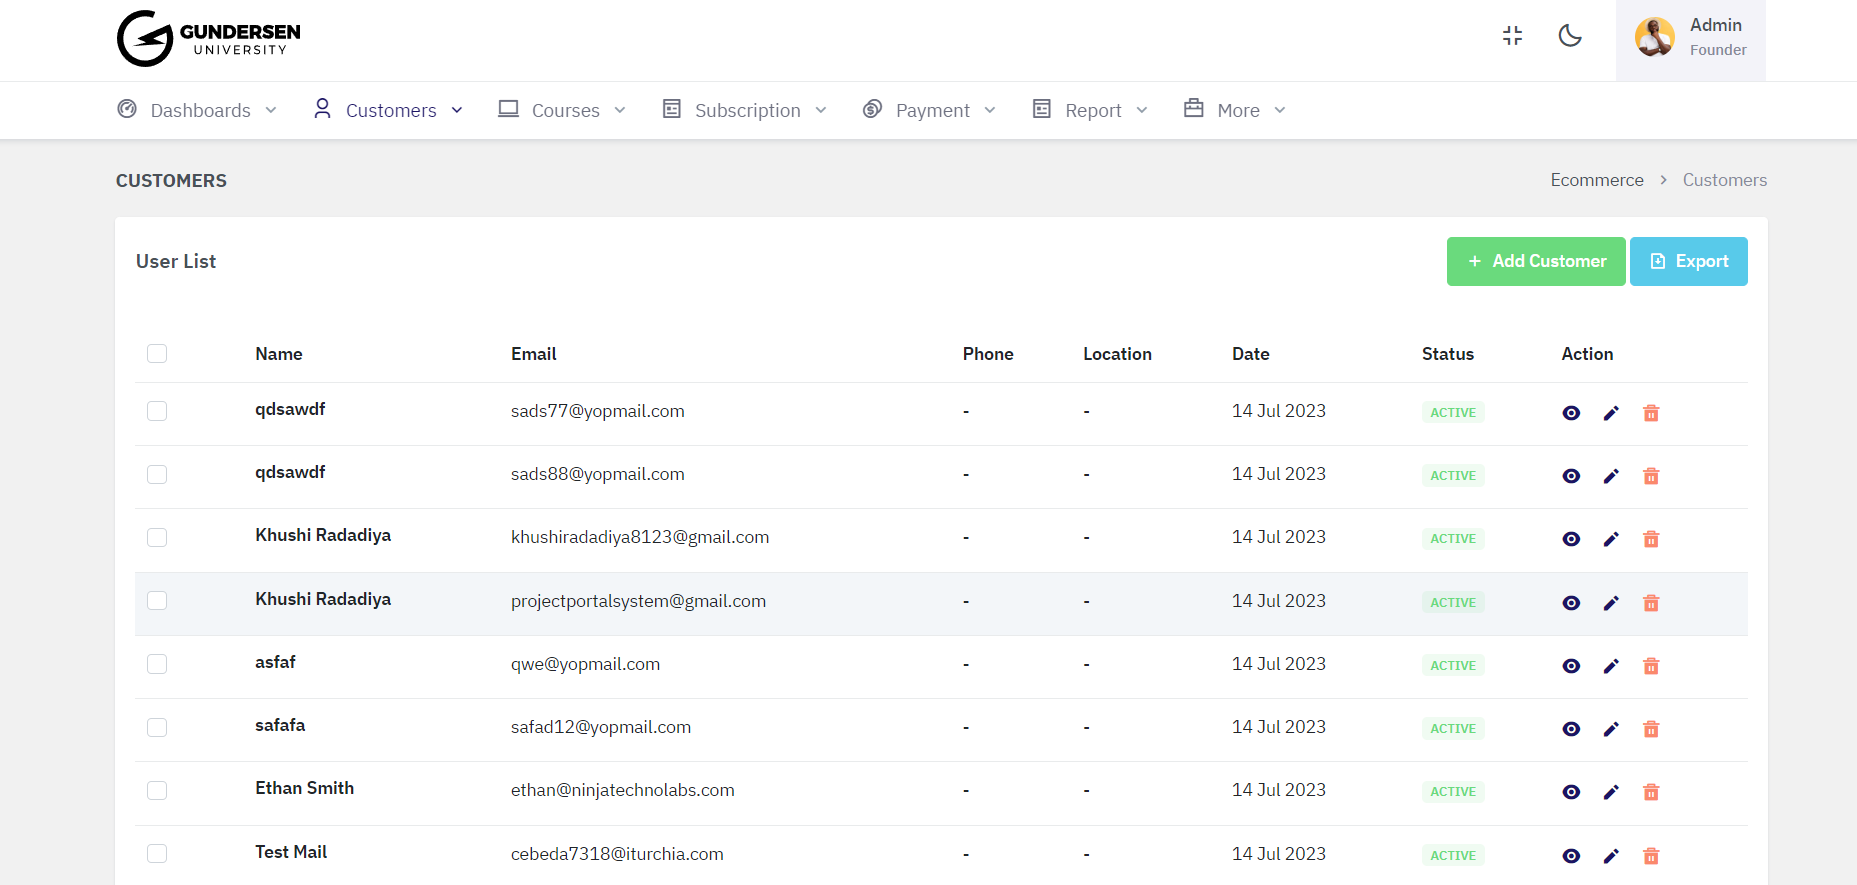 GUNDERSEN
UNIVERSITY
Admin
Founder
Dashboards Customers Courses Subscription Payment Report More
CUSTOMERS
Ecommerce > Customers
User List
+ Add Customer Export
Name Email Phone Location Date Status Action
qdsawdf sads77@yopmail.com - - 14 Jul 2023 ACTIVE
qdsawdf sads88@yopmail.com - - 14 Jul 2023 ACTIVE
Khushi Radadiya khushiradadiya8123@gmail.com - - 14 Jul 2023 ACTIVE
Khushi Radadiya projectportalsystem@gmail.com - - 14 Jul 2023 ACTIVE
asfaf qwe@yopmail.com - - 14 Jul 2023 ACTIVE
safafa safad12@yopmail.com - - 14 Jul 2023 ACTIVE
Ethan Smith ethan@ninjatechnolabs.com - - 14 Jul 2023 ACTIVE
Test Mail cebeda7318@iturchia.com - - 14 Jul 2023 ACTIVE